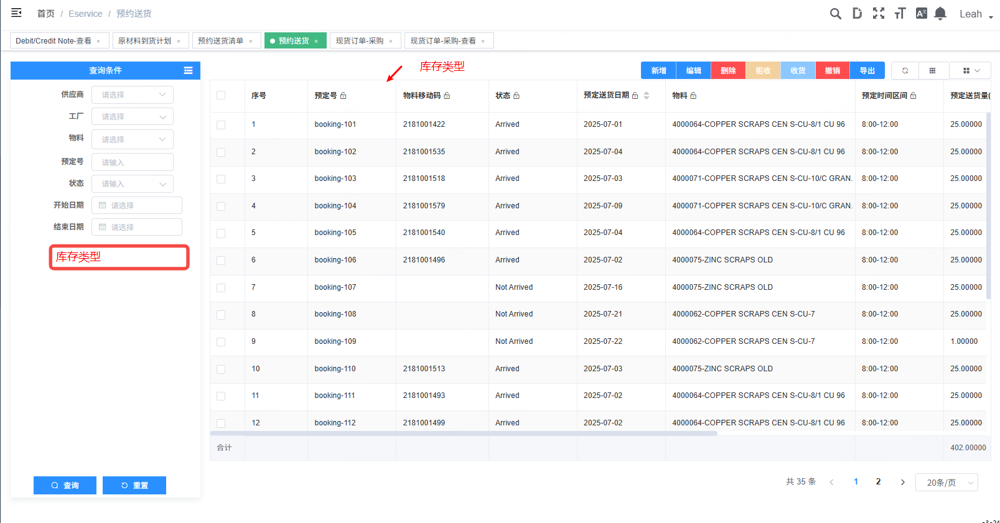 首页 / Eservice / 预约送货
Leah
Debit/Credit Note-查看 × 原材料到货计划 × 预约送货清单 × 预约送货 × 现货订单-采购 × 现货订单-采购-查看 ×
查询条件
供应商 请选择
工厂 请选择
物料 请选择
预定号 请输入
状态 请输入
开始日期 请选择
结束日期 请选择
库存类型
查询 重置
库存类型
新增 编辑 删除 拒收 收货 撤销 导出
序号 预定号 物料移动码 状态 预定送货日期 物料 预定时间区间 预定送货量(
1 booking-101 2181001422 Arrived 2025-07-01 4000064-COPPER SCRAPS CEN S-CU-8/1 CU 96 8:00-12:00 25.00000
2 booking-102 2181001535 Arrived 2025-07-04 4000064-COPPER SCRAPS CEN S-CU-8/1 CU 96 8:00-12:00 25.00000
3 booking-103 2181001518 Arrived 2025-07-03 4000071-COPPER SCRAPS CEN S-CU-10/C GRAN. 8:00-12:00 25.00000
4 booking-104 2181001579 Arrived 2025-07-09 4000071-COPPER SCRAPS CEN S-CU-10/C GRAN. 8:00-12:00 25.00000
5 booking-105 2181001540 Arrived 2025-07-04 4000064-COPPER SCRAPS CEN S-CU-8/1 CU 96 8:00-12:00 25.00000
6 booking-106 2181001496 Arrived 2025-07-02 4000075-ZINC SCRAPS OLD 8:00-12:00 25.00000
7 booking-107 Not Arrived 2025-07-16 4000075-ZINC SCRAPS OLD 8:00-12:00 25.00000
8 booking-108 Not Arrived 2025-07-21 4000062-COPPER SCRAPS CEN S-CU-7 8:00-12:00 25.00000
9 booking-109 Not Arrived 2025-07-22 4000062-COPPER SCRAPS CEN S-CU-7 8:00-12:00 1.00000
10 booking-110 2181001513 Arrived 2025-07-03 4000075-ZINC SCRAPS OLD 8:00-12:00 25.00000
11 booking-111 2181001493 Arrived 2025-07-02 4000064-COPPER SCRAPS CEN S-CU-8/1 CU 96 8:00-12:00 25.00000
12 booking-112 2181001499 Arrived 2025-07-02 4000064-COPPER SCRAPS CEN S-CU-8/1 CU 96 8:00-12:00 25.00000
合计 402.00000
共 35 条 1 2 20条/页